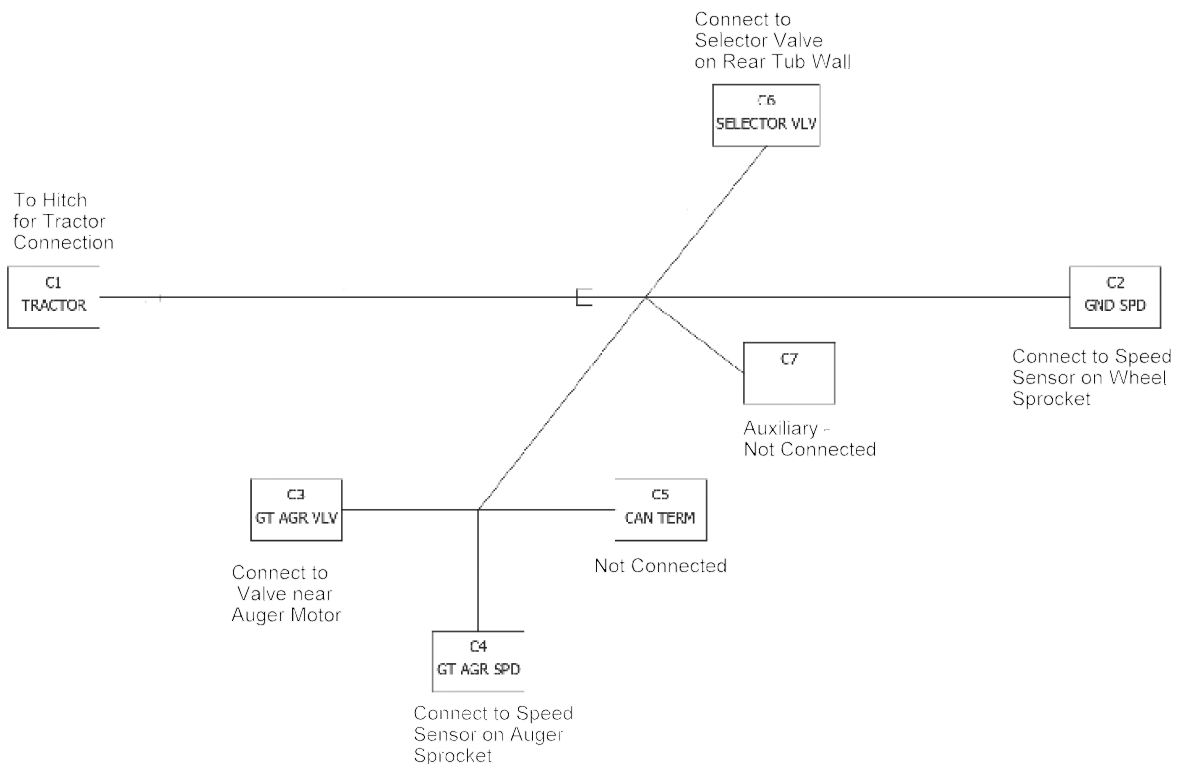 Connect to
Selector Valve
on Rear Tub Wall
C6
SELECTOR VLV
To Hitch
for Tractor
Connection
C1
TRACTOR
C2
GND SPD
Connect to Speed
Sensor on Wheel
Sprocket
C7
Auxiliary -
Not Connected
C3
GT AGR VLV
Connect to
Valve near
Auger Motor
C5
CAN TERM
Not Connected
C4
GT AGR SPD
Connect to Speed
Sensor on Auger
Sprocket